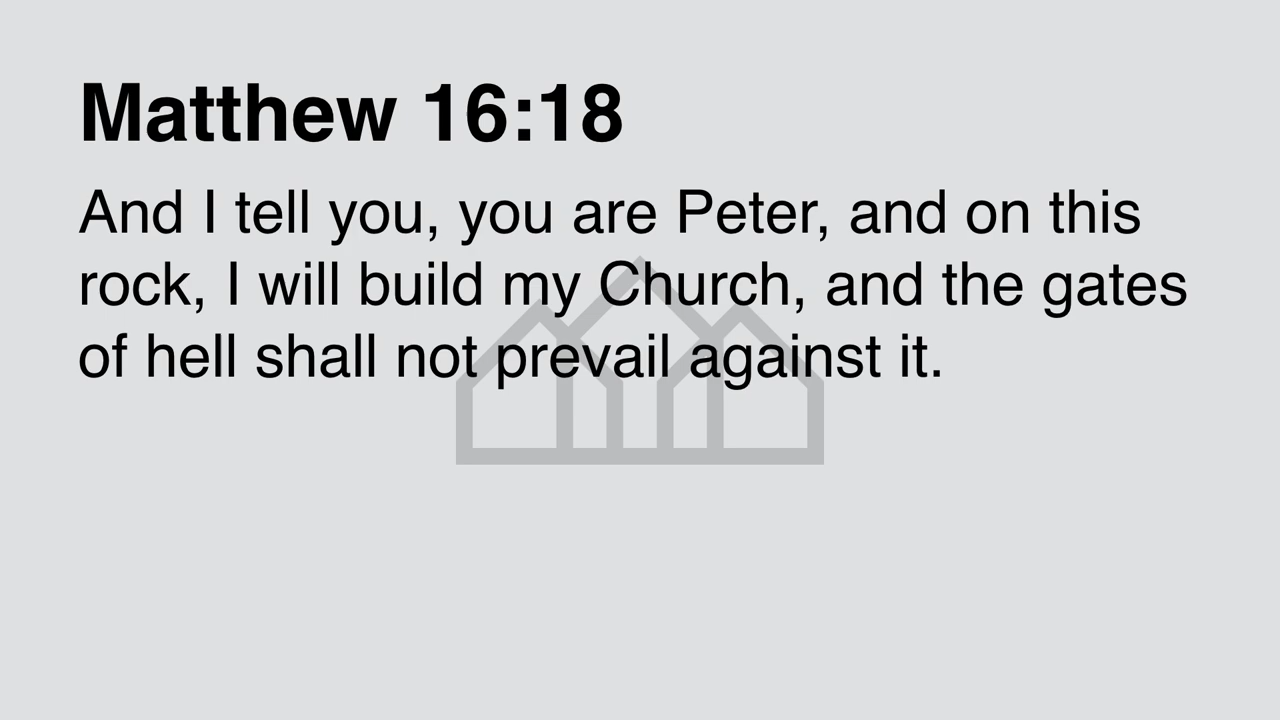 Matthew 16:18
And I tell you, you are Peter, and on this
rock, I will build my Church, and the gates
of hell shall not prevail against it.